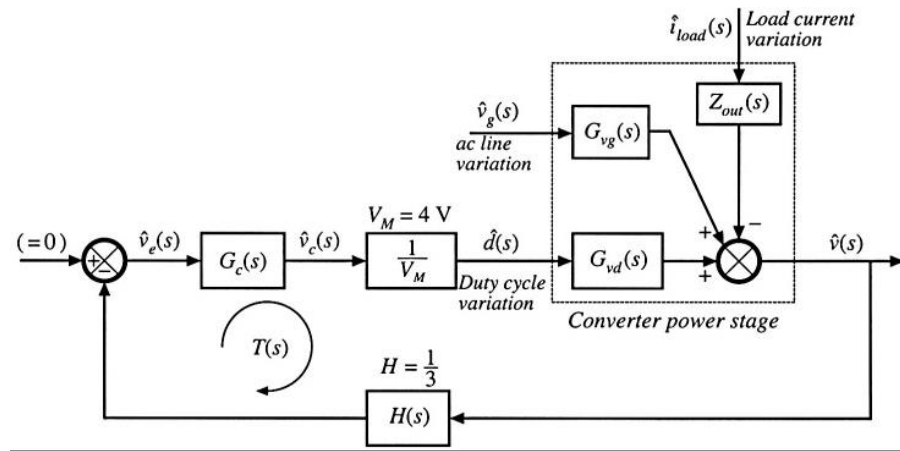 î_load(s) Load current
variation
Z_out(s)
v̂_g(s)
ac line
variation
G_vg(s)
−
+
+
V_M = 4 V
(=0)
+
−
v̂_e(s)
G_c(s)
v̂_c(s)
1
V_M
d̂(s)
Duty cycle
variation
G_vd(s)
v̂(s)
Converter power stage
T(s)
H = 1/3
H(s)